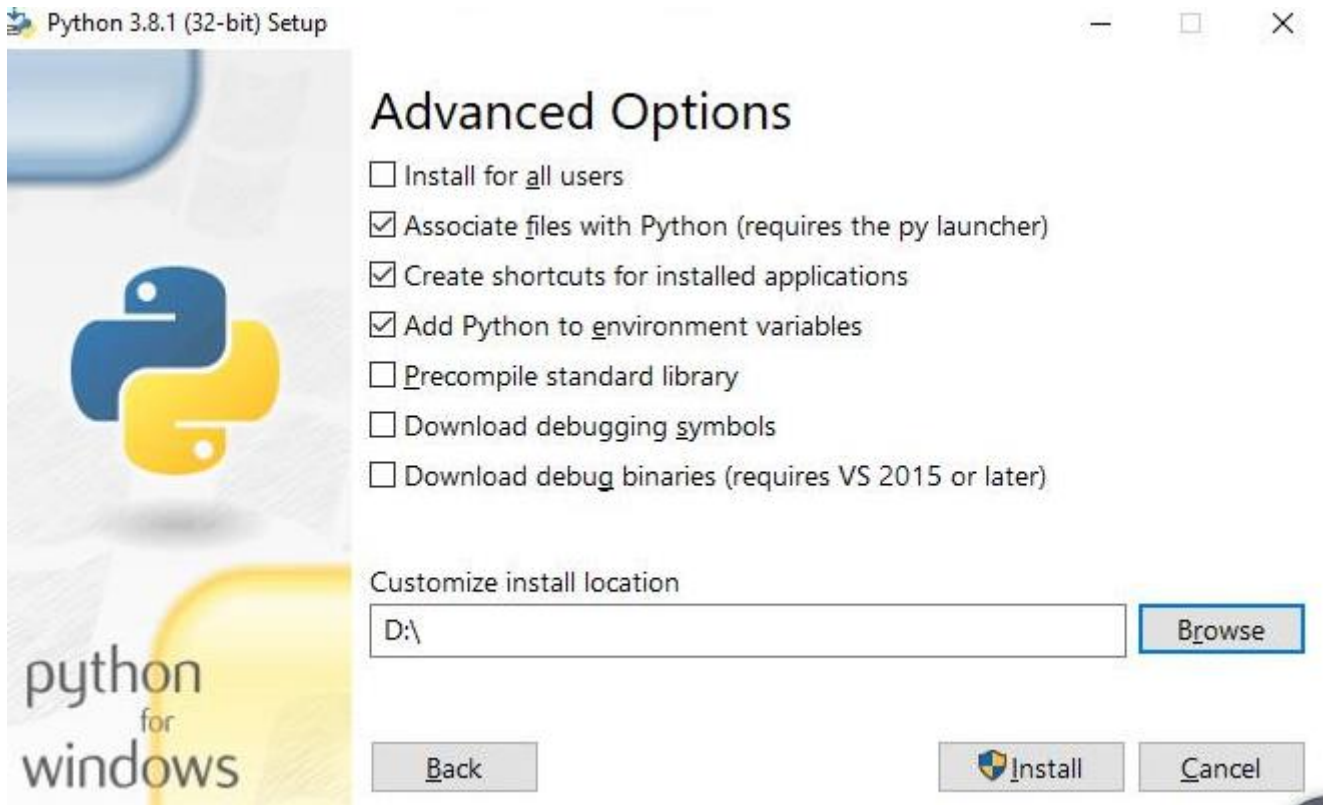 Python 3.8.1 (32-bit) Setup
Advanced Options
Install for all users
Associate files with Python (requires the py launcher)
Create shortcuts for installed applications
Add Python to environment variables
Precompile standard library
Download debugging symbols
Download debug binaries (requires VS 2015 or later)
Customize install location
D:\
Browse
python
for
windows
Back
Install
Cancel